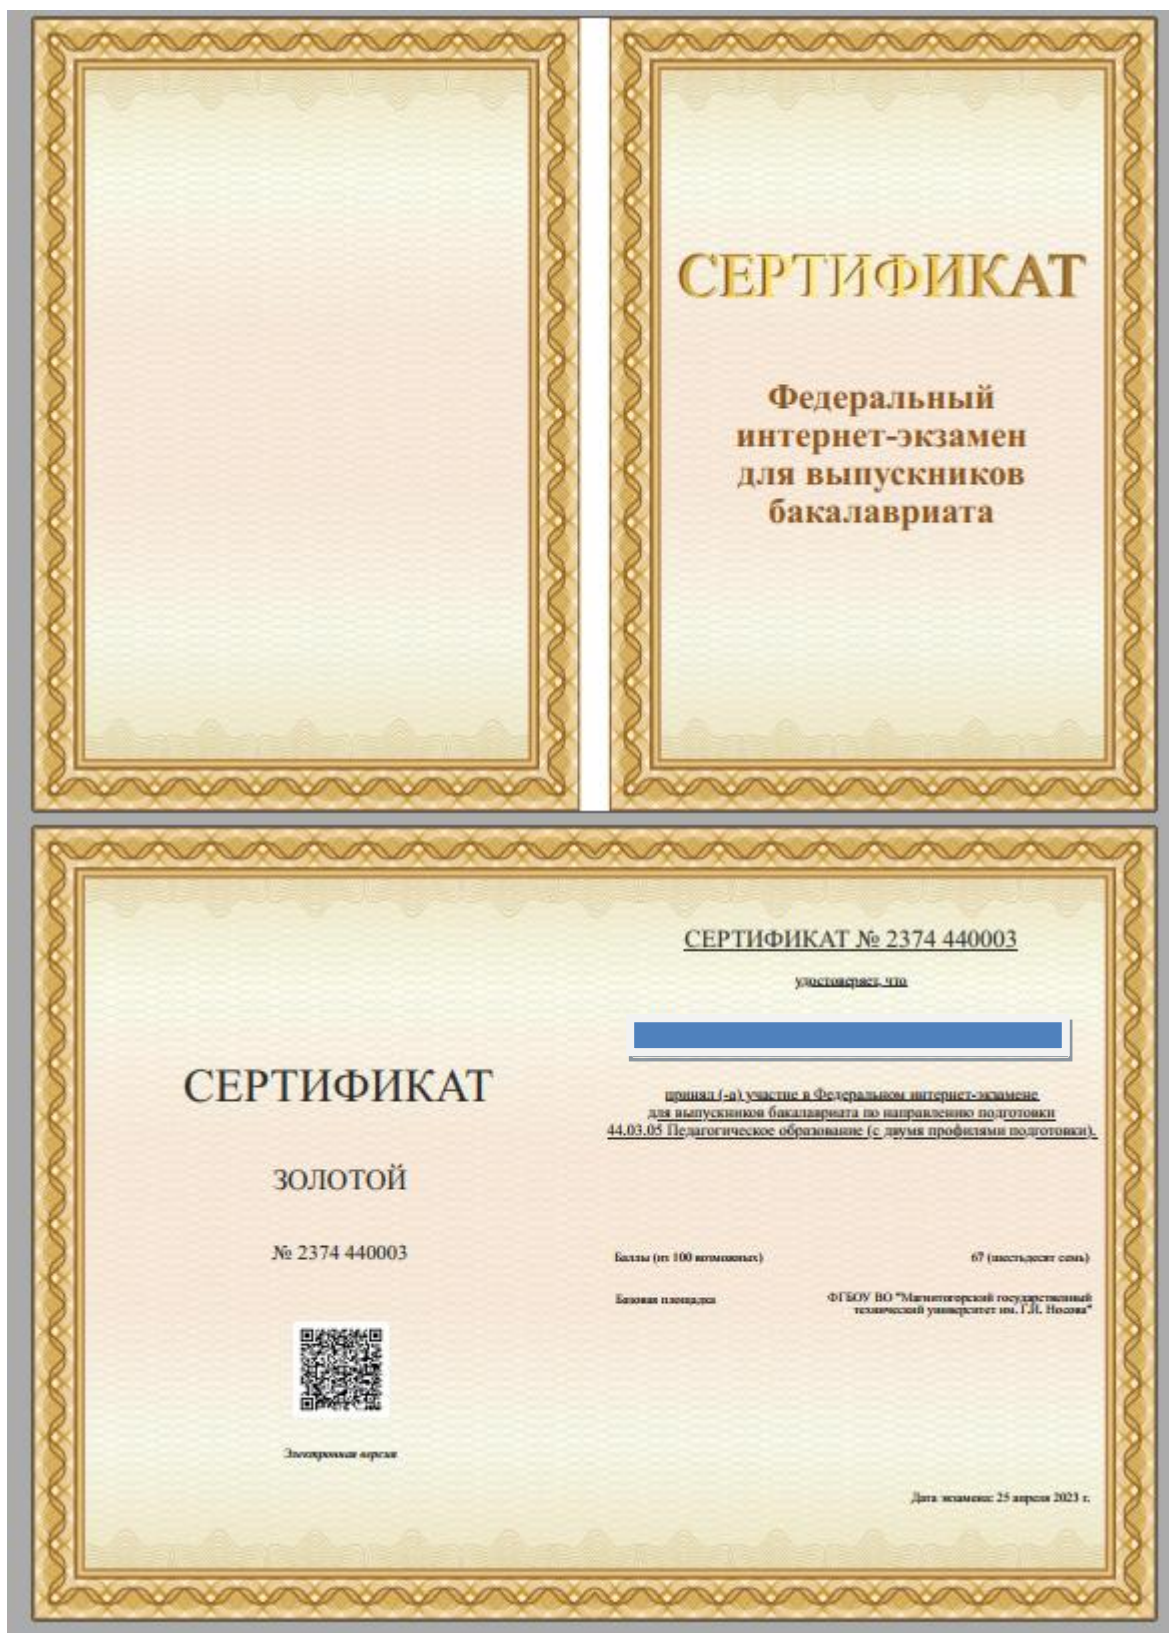 СЕРТИФИКАТ
Федеральный
интернет-экзамен
для выпускников
бакалавриата
СЕРТИФИКАТ
ЗОЛОТОЙ
№ 2374 440003
Электронная версия
СЕРТИФИКАТ № 2374 440003
удостоверяет, что
принял (-а) участие в Федеральном интернет-экзамене
для выпускников бакалавриата по направлению подготовки
44.03.05 Педагогическое образование (с двумя профилями подготовки).
Баллы (из 100 возможных) 67 (шестьдесят семь)
Базовая площадка ФГБОУ ВО "Магнитогорский государственный
технический университет им. Г.И. Носова"
Дата экзамена: 25 апреля 2023 г.